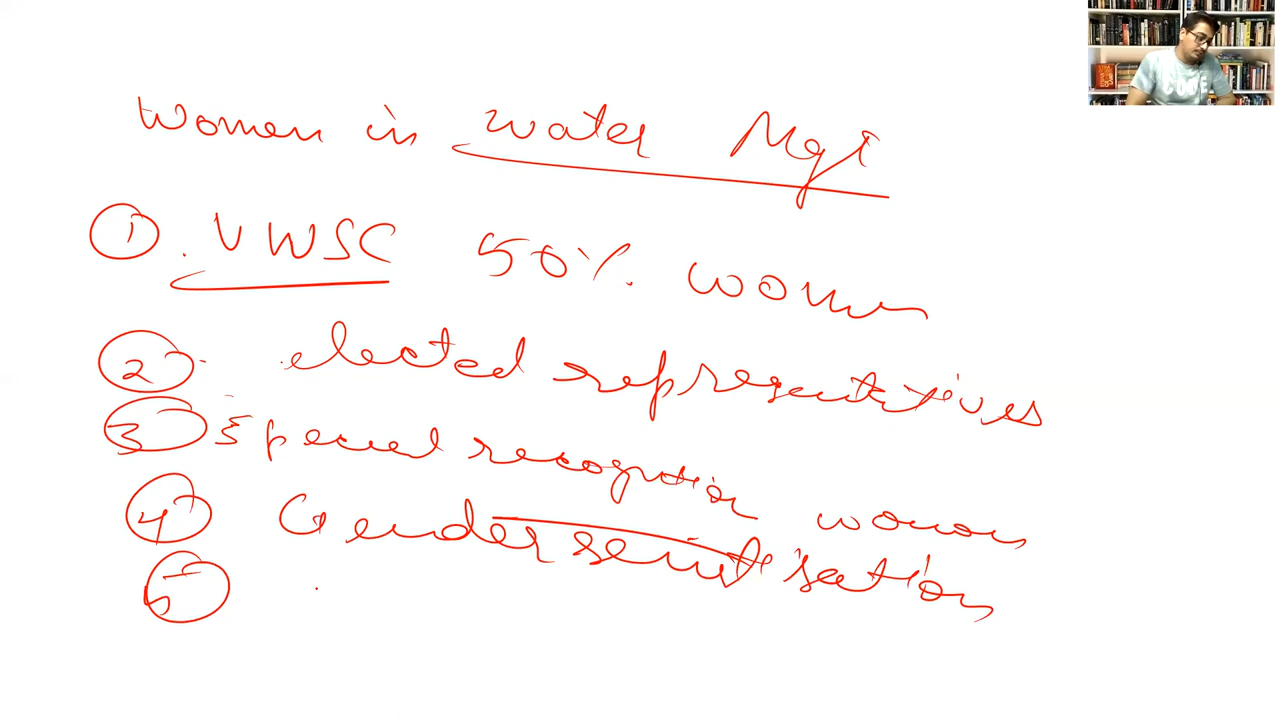 Women in water Mgt
① . VWSC 50%. women
② . elected representatives
③ Special recognition women
④ Gender sensitisation
⑤ .